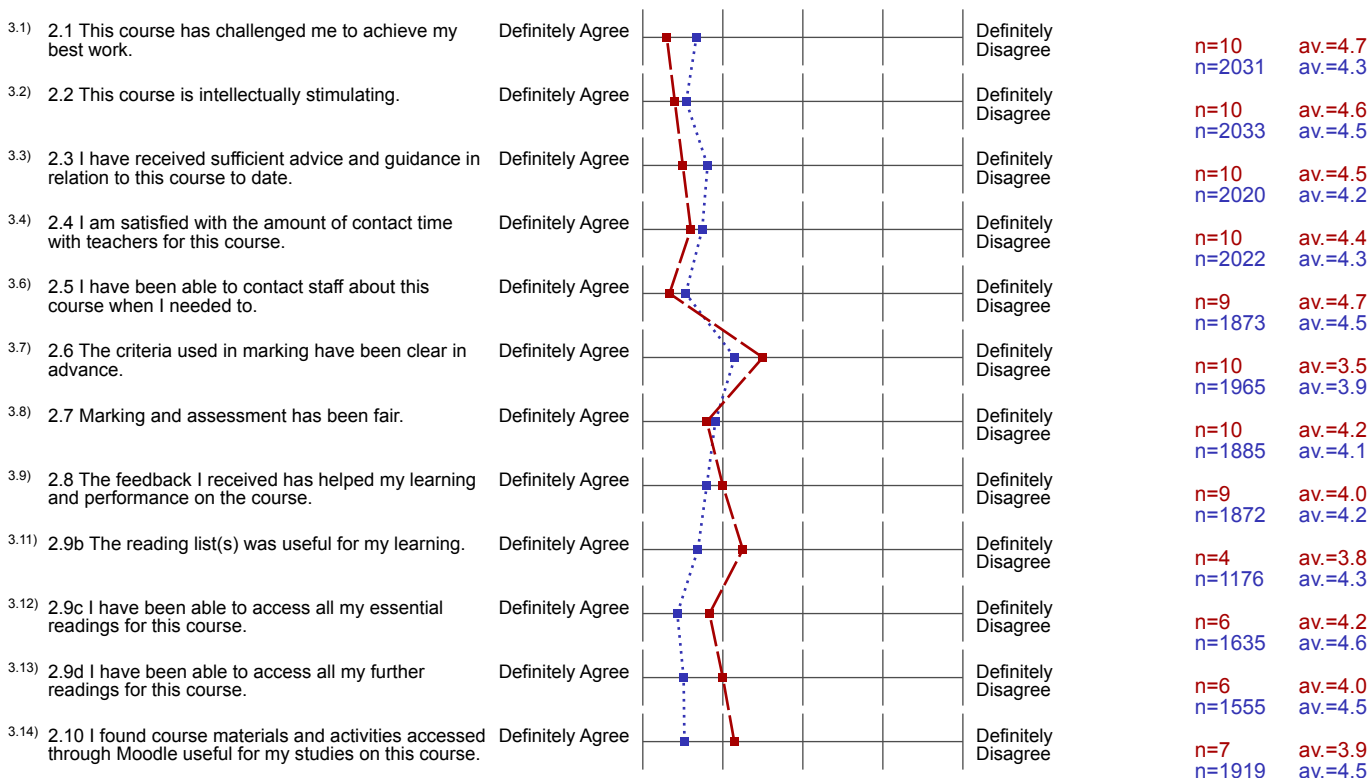 3.1) 2.1 This course has challenged me to achieve my best work. Definitely Agree Definitely Disagree n=10 av.=4.7
n=2031 av.=4.3
3.2) 2.2 This course is intellectually stimulating. Definitely Agree Definitely Disagree n=10 av.=4.6
n=2033 av.=4.5
3.3) 2.3 I have received sufficient advice and guidance in relation to this course to date. Definitely Agree Definitely Disagree n=10 av.=4.5
n=2020 av.=4.2
3.4) 2.4 I am satisfied with the amount of contact time with teachers for this course. Definitely Agree Definitely Disagree n=10 av.=4.4
n=2022 av.=4.3
3.6) 2.5 I have been able to contact staff about this course when I needed to. Definitely Agree Definitely Disagree n=9 av.=4.7
n=1873 av.=4.5
3.7) 2.6 The criteria used in marking have been clear in advance. Definitely Agree Definitely Disagree n=10 av.=3.5
n=1965 av.=3.9
3.8) 2.7 Marking and assessment has been fair. Definitely Agree Definitely Disagree n=10 av.=4.2
n=1885 av.=4.1
3.9) 2.8 The feedback I received has helped my learning and performance on the course. Definitely Agree Definitely Disagree n=9 av.=4.0
n=1872 av.=4.2
3.11) 2.9b The reading list(s) was useful for my learning. Definitely Agree Definitely Disagree n=4 av.=3.8
n=1176 av.=4.3
3.12) 2.9c I have been able to access all my essential readings for this course. Definitely Agree Definitely Disagree n=6 av.=4.2
n=1635 av.=4.6
3.13) 2.9d I have been able to access all my further readings for this course. Definitely Agree Definitely Disagree n=6 av.=4.0
n=1555 av.=4.5
3.14) 2.10 I found course materials and activities accessed through Moodle useful for my studies on this course. Definitely Agree Definitely Disagree n=7 av.=3.9
n=1919 av.=4.5